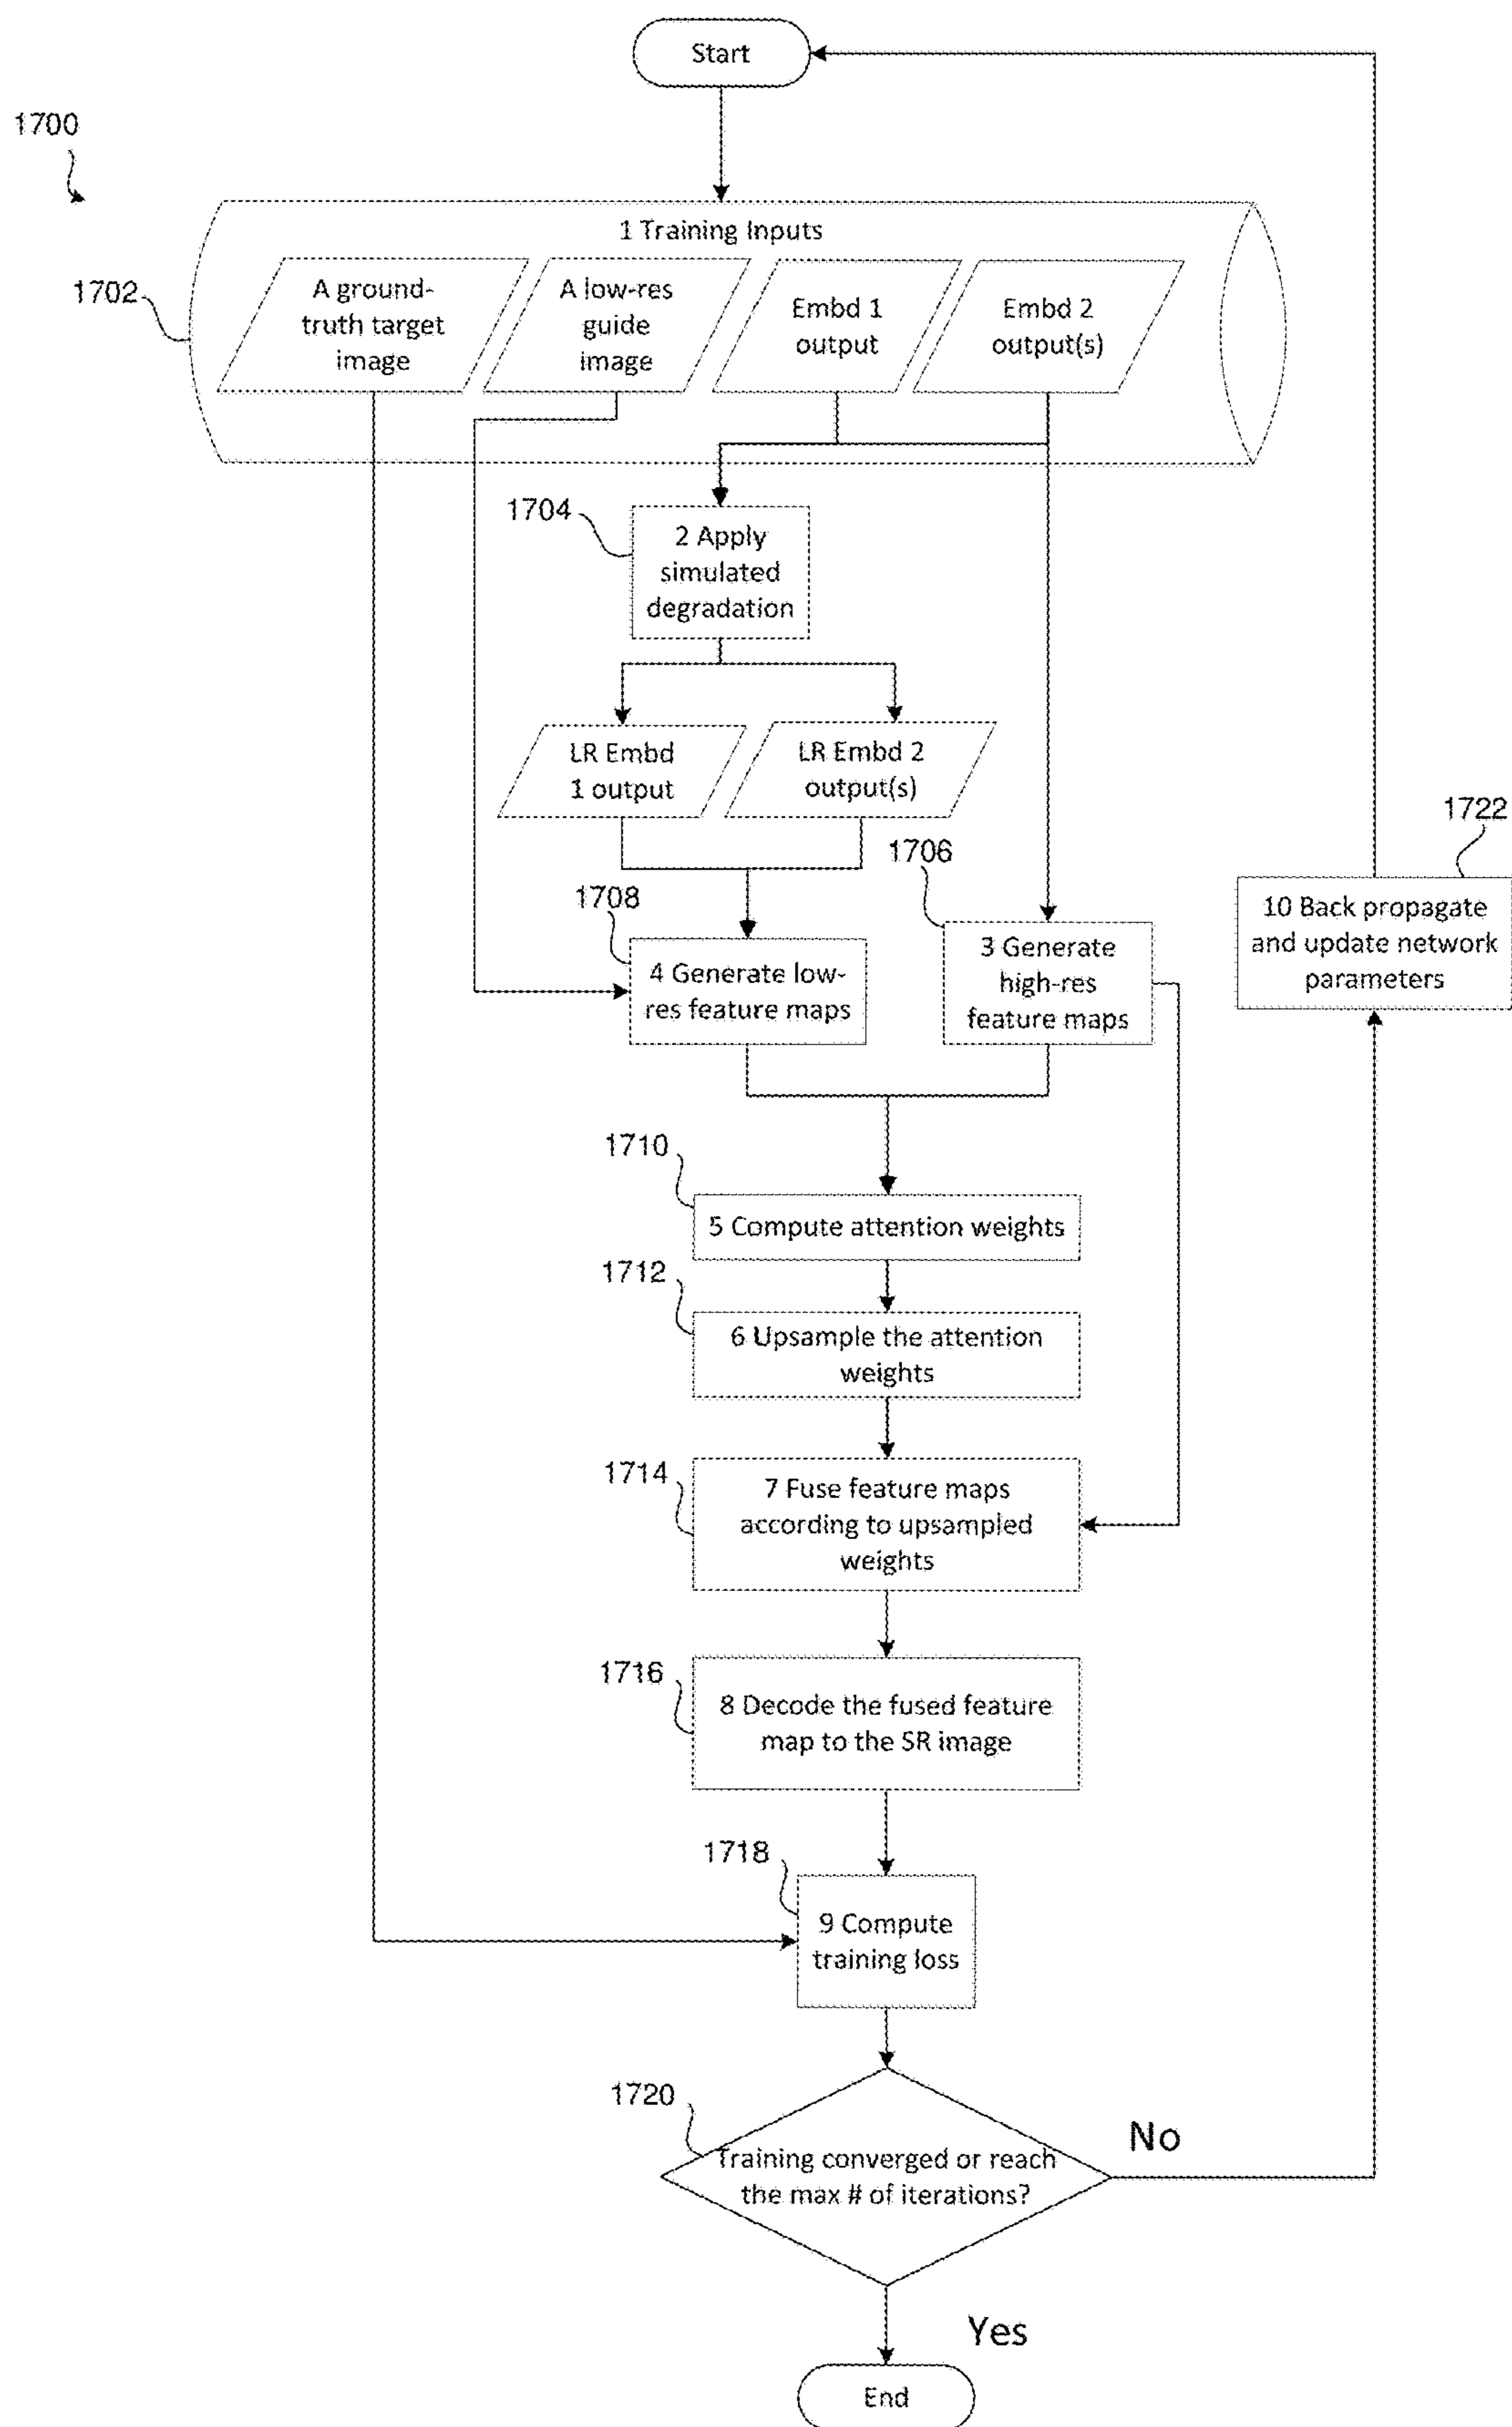 Start
1700
1 Training Inputs
1702
A ground-
truth target
image
A low-res
guide
image
Embd 1
output
Embd 2
output(s)
1704
2 Apply
simulated
degradation
LR Embd
1 output
LR Embd 2
output(s)
1722
10 Back propagate
and update network
parameters
1706
3 Generate
high-res
feature maps
1708
4 Generate low-
res feature maps
1710
5 Compute attention weights
1712
6 Upsample the attention
weights
1714
7 Fuse feature maps
according to upsampled
weights
1716
8 Decode the fused feature
map to the SR image
1718
9 Compute
training loss
1720
Training converged or reach
the max # of iterations?
No
Yes
End